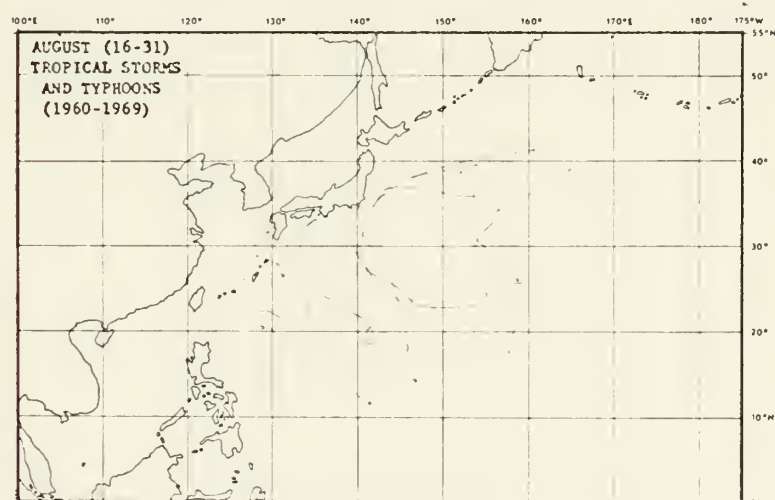 100°E 110° 120° 130° 140° 150° 160° 170°E 180° 175°W
AUGUST (16-31)
TROPICAL STORMS
AND TYPHOONS
(1960-1969)
55°N
50°
40°
30°
20°
10°N